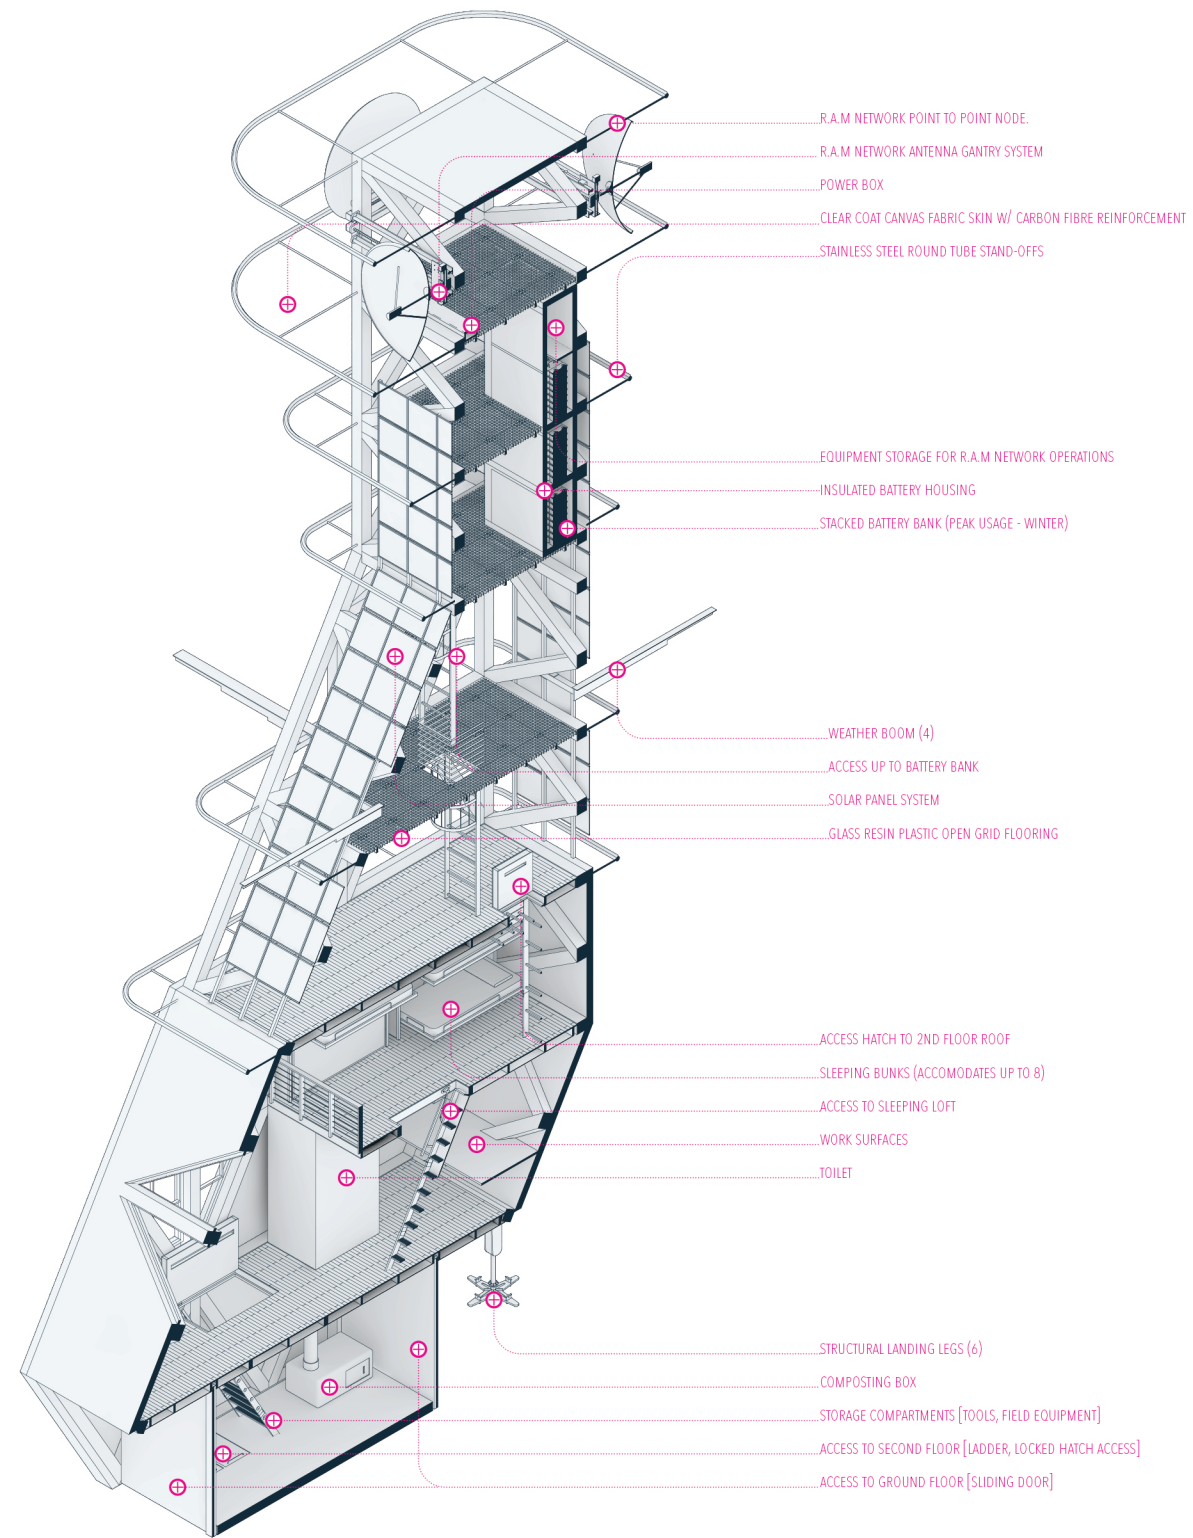 R.A.M NETWORK POINT TO POINT NODE.
R.A.M NETWORK ANTENNA GANTRY SYSTEM
POWER BOX
CLEAR COAT CANVAS FABRIC SKIN W/ CARBON FIBRE REINFORCEMENT
STAINLESS STEEL ROUND TUBE STAND-OFFS
EQUIPMENT STORAGE FOR R.A.M NETWORK OPERATIONS
INSULATED BATTERY HOUSING
STACKED BATTERY BANK (PEAK USAGE - WINTER)
WEATHER BOOM (4)
ACCESS UP TO BATTERY BANK
SOLAR PANEL SYSTEM
GLASS RESIN PLASTIC OPEN GRID FLOORING
ACCESS HATCH TO 2ND FLOOR ROOF
SLEEPING BUNKS (ACCOMODATES UP TO 8)
ACCESS TO SLEEPING LOFT
WORK SURFACES
TOILET
STRUCTURAL LANDING LEGS (6)
COMPOSTING BOX
STORAGE COMPARTMENTS [TOOLS, FIELD EQUIPMENT]
ACCESS TO SECOND FLOOR [LADDER, LOCKED HATCH ACCESS]
ACCESS TO GROUND FLOOR [SLIDING DOOR]